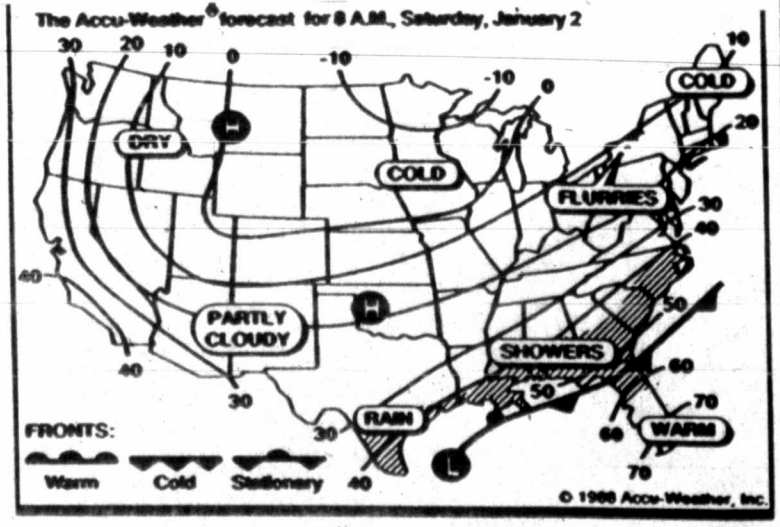 The Accu-Weather® forecast for 8 A.M., Saturday, January 2
30 20 10 0 -10 -10 0 10
COLD
20
H
DRY
COLD
FLURRIES
30
40
40
H
PARTLY
CLOUDY
50
SHOWERS
40
60
50
30
70
RAIN
30
60
WARM
FRONTS:
L
70
Warm Cold Stationary 40
© 1988 Accu-Weather, Inc.